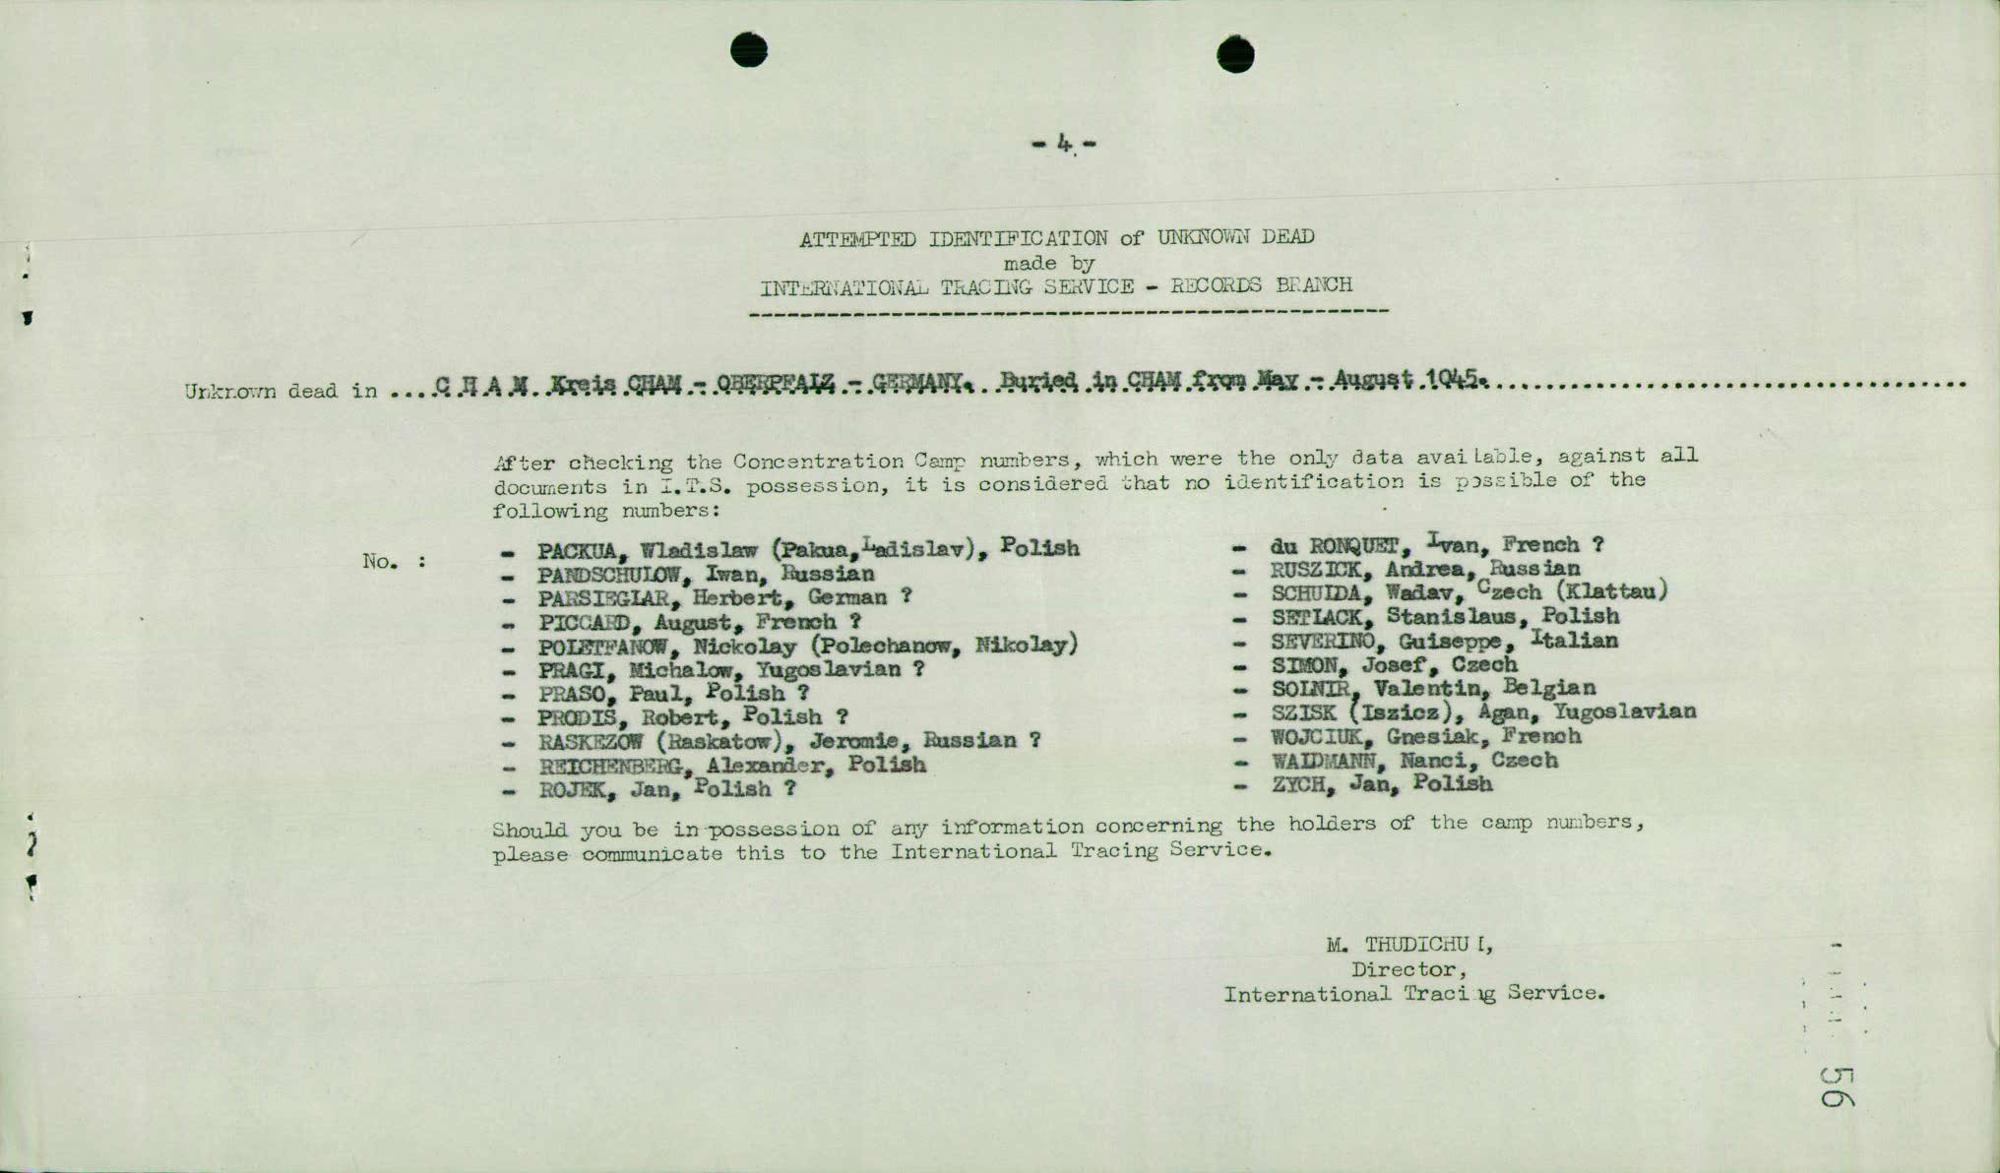 - 4 -
ATTEMPTED IDENTIFICATION of UNKNOWN DEAD
made by
INTERNATIONAL TRACING SERVICE - RECORDS BRANCH
Unknown dead in ....C H A M. Kreis CHAM - OBERPFALZ - GERMANY. Buried in CHAM from May - August 1945.
After checking the Concentration Camp numbers, which were the only data available, against all
documents in I.T.S. possession, it is considered that no identification is possible of the
following numbers:
No. :
- PACKUA, Wladislaw (Pakua, Ladislav), Polish
- PANDSCHULOW, Iwan, Russian
- PARSIEGLAR, Herbert, German ?
- PICCARD, August, French ?
- POLETFANOW, Nickolay (Polechanow, Nikolay)
- PRAGI, Michalow, Yugoslavian ?
- PRASO, Paul, Polish ?
- PRODIS, Robert, Polish ?
- RASKEZOW (Raskatow), Jeromie, Russian ?
- REICHENBERG, Alexander, Polish
- ROJEK, Jan, Polish ?
- du RONQUET, Ivan, French ?
- RUSZICK, Andrea, Russian
- SCHUIDA, Wadav, Czech (Klattau)
- SETLACK, Stanislaus, Polish
- SEVERINO, Guiseppe, Italian
- SIMON, Josef, Czech
- SOLNIR, Valentin, Belgian
- SZISK (Iszicz), Agan, Yugoslavian
- WOJCIUK, Gnesiak, French
- WAIDMANN, Nanci, Czech
- ZYCH, Jan, Polish
Should you be in possession of any information concerning the holders of the camp numbers,
please communicate this to the International Tracing Service.
M. THUDICHUM,
Director,
International Tracing Service.
56